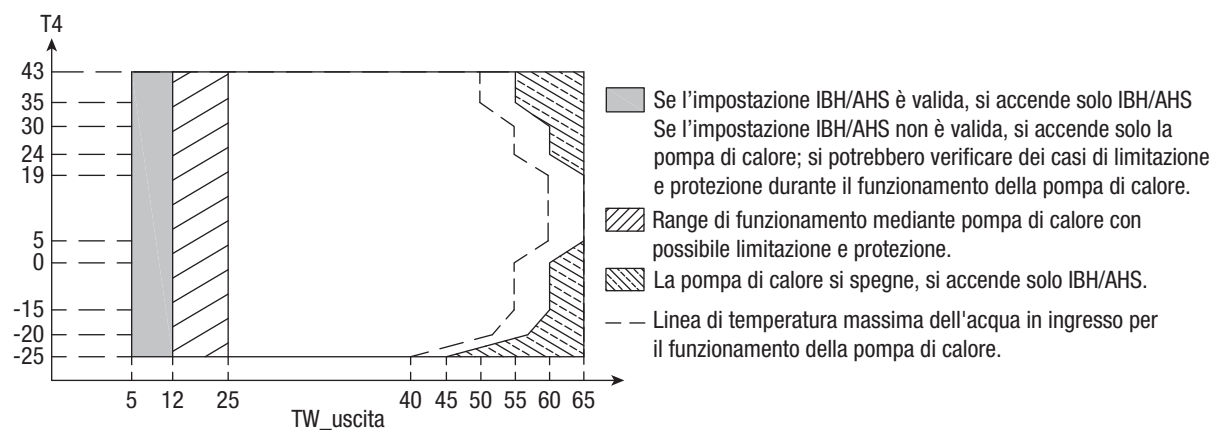 T4
43
35
30
24
19
5
0
-15
-20
-25
5 12 25 40 45 50 55 60 65
TW_uscita
Se l'impostazione IBH/AHS è valida, si accende solo IBH/AHS
Se l'impostazione IBH/AHS non è valida, si accende solo la
pompa di calore; si potrebbero verificare dei casi di limitazione
e protezione durante il funzionamento della pompa di calore.
Range di funzionamento mediante pompa di calore con
possibile limitazione e protezione.
La pompa di calore si spegne, si accende solo IBH/AHS.
Linea di temperatura massima dell'acqua in ingresso per
il funzionamento della pompa di calore.